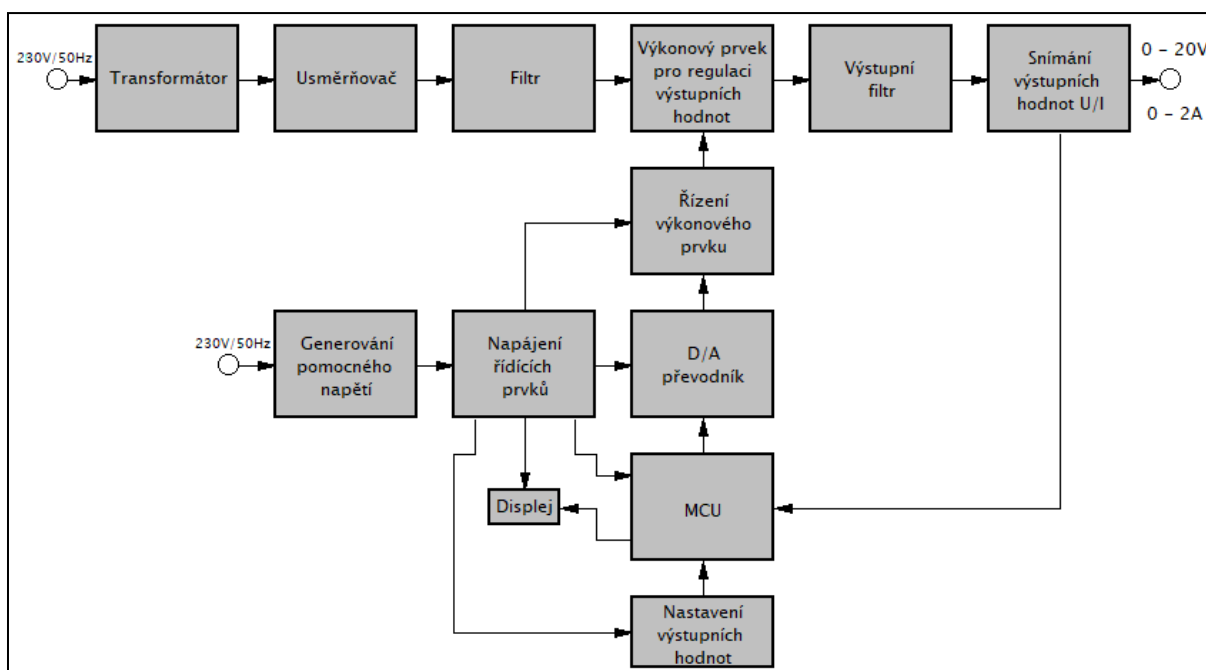 230V/50Hz
Transformátor
Usměrňovač
Filtr
Výkonový prvek
pro regulaci
výstupních
hodnot
Výstupní
filtr
Snímání
výstupních
hodnot U/I
0 – 20V
0 – 2A
Řízení
výkonového
prvku
230V/50Hz
Generování
pomocného
napětí
Napájení
řídících
prvků
D/A
převodník
Displej
MCU
Nastavení
výstupních
hodnot